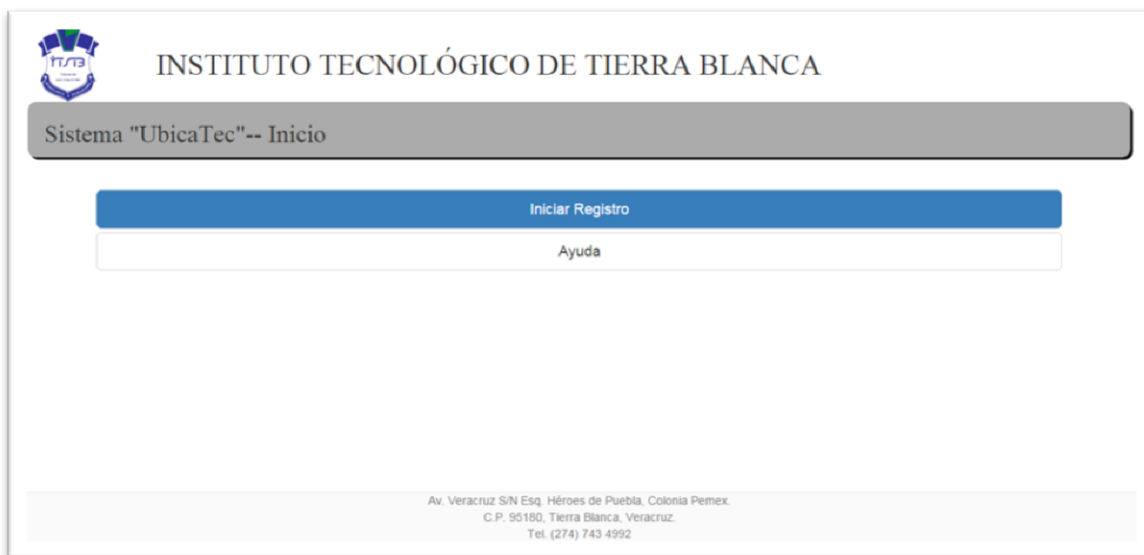 ITSTB
INSTITUTO TECNOLÓGICO DE TIERRA BLANCA
Sistema "UbicaTec"-- Inicio
Iniciar Registro
Ayuda
Av. Veracruz S/N Esq. Héroes de Puebla, Colonia Pemex.
C.P. 95180, Tierra Blanca, Veracruz.
Tel. (274) 743 4992